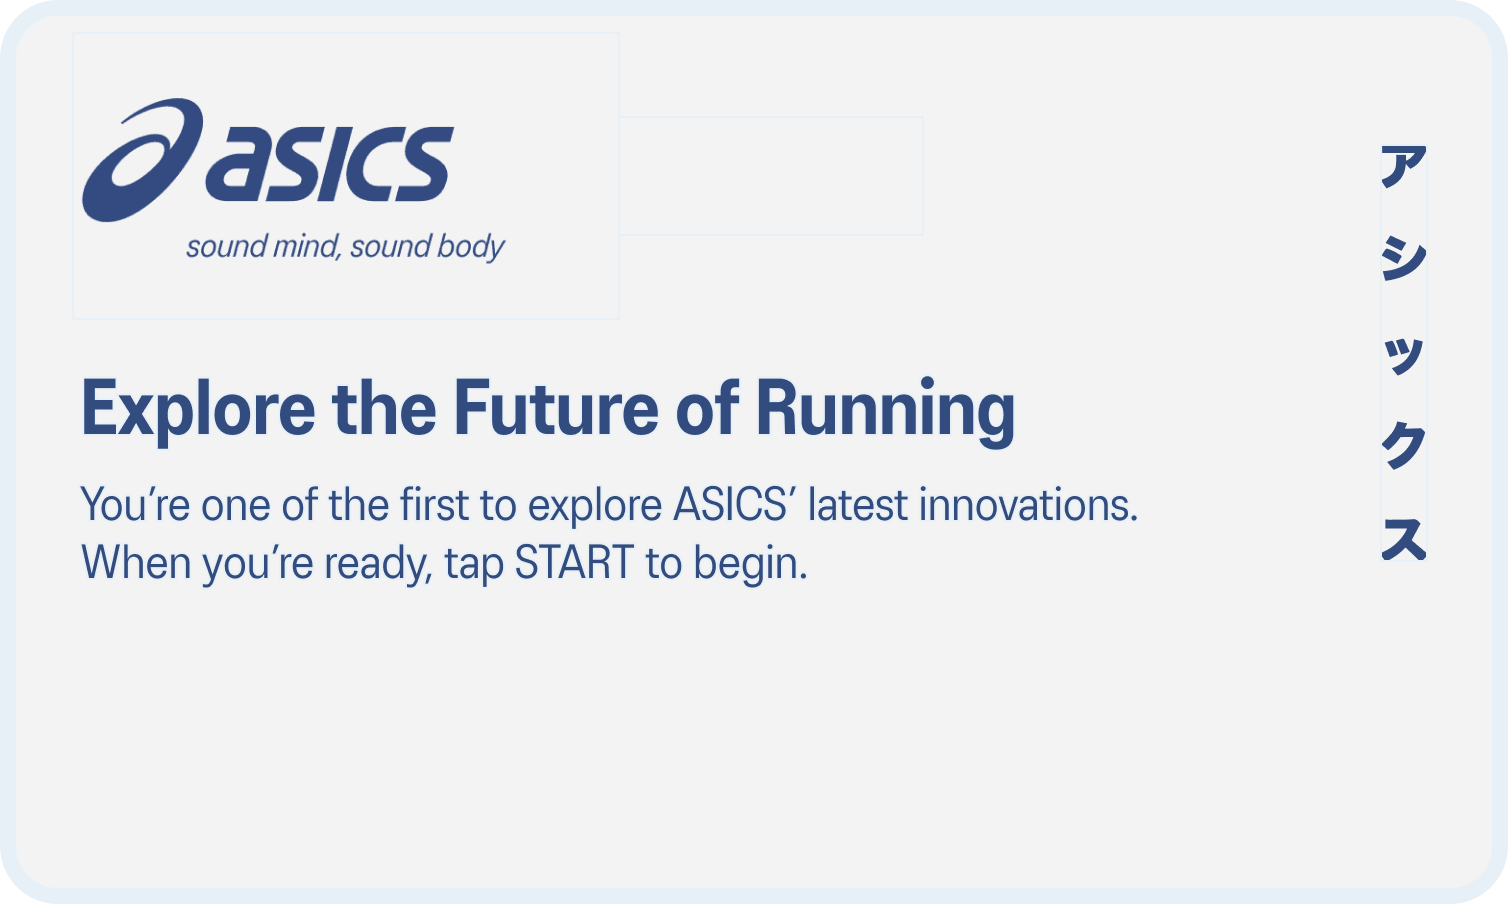 asics
sound mind, sound body
Explore the Future of Running
You’re one of the first to explore ASICS’ latest innovations.
When you’re ready, tap START to begin.
アシックス